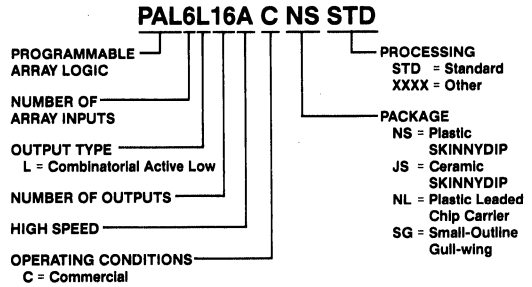 PAL6L16A C NS STD
PROGRAMMABLE
ARRAY LOGIC
NUMBER OF
ARRAY INPUTS
OUTPUT TYPE
L = Combinatorial Active Low
NUMBER OF OUTPUTS
HIGH SPEED
OPERATING CONDITIONS
C = Commercial
PROCESSING
STD = Standard
XXXX = Other
PACKAGE
NS = Plastic
SKINNYDIP
JS = Ceramic
SKINNYDIP
NL = Plastic Leaded
Chip Carrier
SG = Small-Outline
Gull-wing